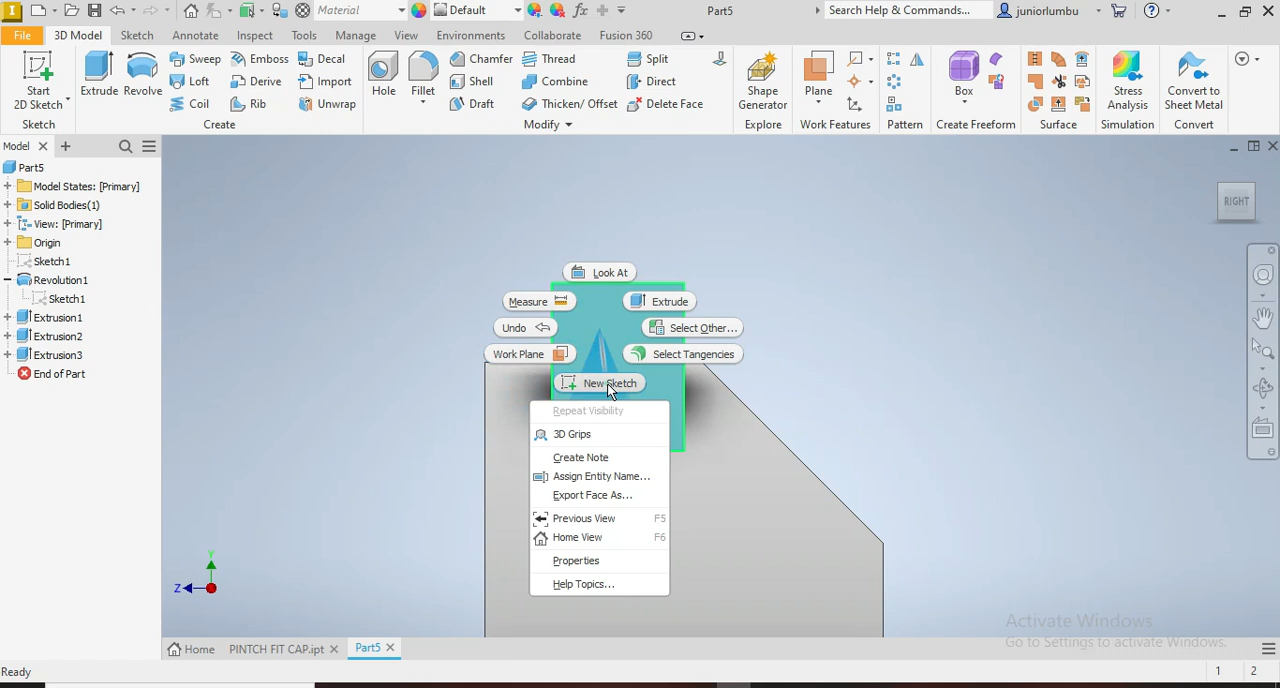 Material
Default
fx
Part5
Search Help & Commands...
juniorlumbu
File
3D Model
Sketch
Annotate
Inspect
Tools
Manage
View
Environments
Collaborate
Fusion 360
Start
2D Sketch
Extrude
Revolve
Sweep
Loft
Coil
Emboss
Derive
Rib
Decal
Import
Unwrap
Hole
Fillet
Chamfer
Shell
Draft
Thread
Combine
Thicken/ Offset
Split
Direct
Delete Face
Shape
Generator
Plane
Box
Stress
Analysis
Convert to
Sheet Metal
Sketch
Create
Modify
Explore
Work Features
Pattern
Create Freeform
Surface
Simulation
Convert
Model
Part5
Model States: [Primary]
Solid Bodies(1)
View: [Primary]
Origin
Sketch1
Revolution1
Sketch1
Extrusion1
Extrusion2
Extrusion3
End of Part
RIGHT
Look At
Measure
Extrude
Undo
Select Other...
Work Plane
Select Tangencies
New Sketch
Repeat Visibility
3D Grips
Create Note
Assign Entity Name...
Export Face As...
Previous View F5
Home View F6
Properties
Help Topics...
Y
Z
Activate Windows
Go to Settings to activate Windows.
Home
PINTCH FIT CAP.ipt
Part5
Ready
1
2